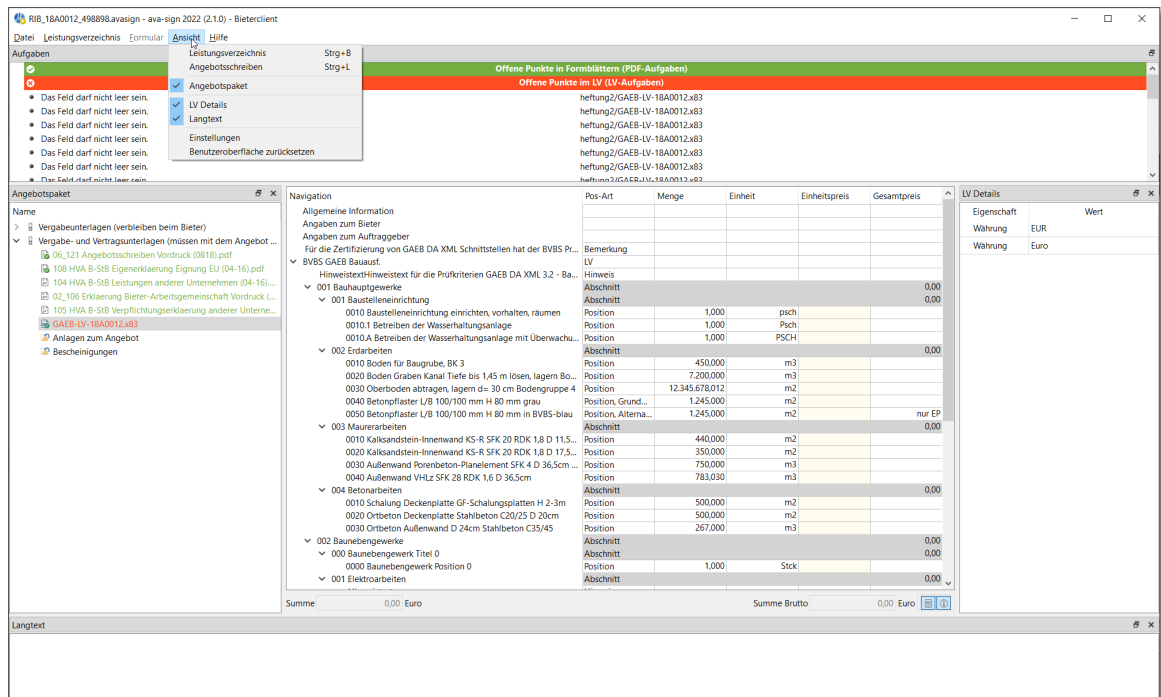 RIB_18A0012_498898.avasign - ava-sign 2022 (2.1.0) - Bieterclient
Datei Leistungsverzeichnis Formular Ansicht Hilfe
Aufgaben
Leistungsverzeichnis Strg+B
Angebotsschreiben Strg+L
Angebotspaket
LV Details
Langtext
Einstellungen
Benutzeroberfläche zurücksetzen
Offene Punkte in Formblättern (PDF-Aufgaben)
Offene Punkte im LV (LV-Aufgaben)
Das Feld darf nicht leer sein. heftung2/GAEB-LV-18A0012.x83
Das Feld darf nicht leer sein. heftung2/GAEB-LV-18A0012.x83
Das Feld darf nicht leer sein. heftung2/GAEB-LV-18A0012.x83
Das Feld darf nicht leer sein. heftung2/GAEB-LV-18A0012.x83
Das Feld darf nicht leer sein. heftung2/GAEB-LV-18A0012.x83
Das Feld darf nicht leer sein. heftung2/GAEB-LV-18A0012.x83
Das Feld darf nicht leer sein. heftung2/GAEB-LV-18A0012.x83
Angebotspaket
Name
Vergabeunterlagen (verbleiben beim Bieter)
Vergabe- und Vertragsunterlagen (müssen mit dem Angebot ...
06_121 Angebotsschreiben Vordruck (0818).pdf
108 HVA B-StB Eigenerklaerung Eignung EU (04-16).pdf
104 HVA B-StB Leistungen anderer Unternehmen (04-16)....
02_106 Erklaerung Bieter-Arbeitsgemeinschaft Vordruck (...
105 HVA B-StB Verpflichtungserklaerung anderer Unterne...
GAEB-LV-18A0012.x83
Anlagen zum Angebot
Bescheinigungen
Navigation Pos-Art Menge Einheit Einheitspreis Gesamtpreis
Allgemeine Information
Angaben zum Bieter
Angaben zum Auftraggeber
Für die Zertifizierung von GAEB DA XML Schnittstellen hat der BVBS Pr... Bemerkung
BVBS GAEB Bauausf. LV
HinweistextHinweistext für die Prüfkriterien GAEB DA XML 3.2 - Ba... Hinweis
001 Bauhauptgewerke Abschnitt 0,00
001 Baustelleneinrichtung Abschnitt 0,00
0010 Baustelleneinrichtung einrichten, vorhalten, räumen Position 1,000 psch
0010.1 Betreiben der Wasserhaltungsanlage Position 1,000 Psch
0010.A Betreiben der Wasserhaltungsanlage mit Überwachu... Position 1,000 PSCH
002 Erdarbeiten Abschnitt 0,00
0010 Boden für Baugrube, BK 3 Position 450,000 m3
0020 Boden Graben Kanal Tiefe bis 1,45 m lösen, lagern Bo... Position 7.200,000 m3
0030 Oberboden abtragen, lagern d= 30 cm Bodengruppe 4 Position 12.345.678,012 m2
0040 Betonpflaster L/B 100/100 mm H 80 mm grau Position, Grund... 1.245,000 m2
0050 Betonpflaster L/B 100/100 mm H 80 mm in BVBS-blau Position, Alterna... 1.245,000 m2 nur EP
003 Maurerarbeiten Abschnitt 0,00
0010 Kalksandstein-Innenwand KS-R SFK 20 RDK 1,8 D 11,5... Position 440,000 m2
0020 Kalksandstein-Innenwand KS-R SFK 20 RDK 1,8 D 17,5... Position 350,000 m2
0030 Außenwand Porenbeton-Planelement SFK 4 D 36,5cm ... Position 750,000 m3
0040 Außenwand VHLz SFK 28 RDK 1,6 D 36,5cm Position 783,030 m3
004 Betonarbeiten Abschnitt 0,00
0010 Schalung Deckenplatte GF-Schalungsplatten H 2-3m Position 500,000 m2
0020 Ortbeton Deckenplatte Stahlbeton C20/25 D 20cm Position 500,000 m2
0030 Ortbeton Außenwand D 24cm Stahlbeton C35/45 Position 267,000 m3
002 Baunebengewerke Abschnitt 0,00
000 Baunebengewerk Titel 0 Abschnitt 0,00
0000 Baunebengewerk Position 0 Position 1,000 Stck
001 Elektroarbeiten Abschnitt 0,00
Summe 0,00 Euro Summe Brutto 0,00 Euro
LV Details
Eigenschaft Wert
Währung EUR
Währung Euro
Langtext